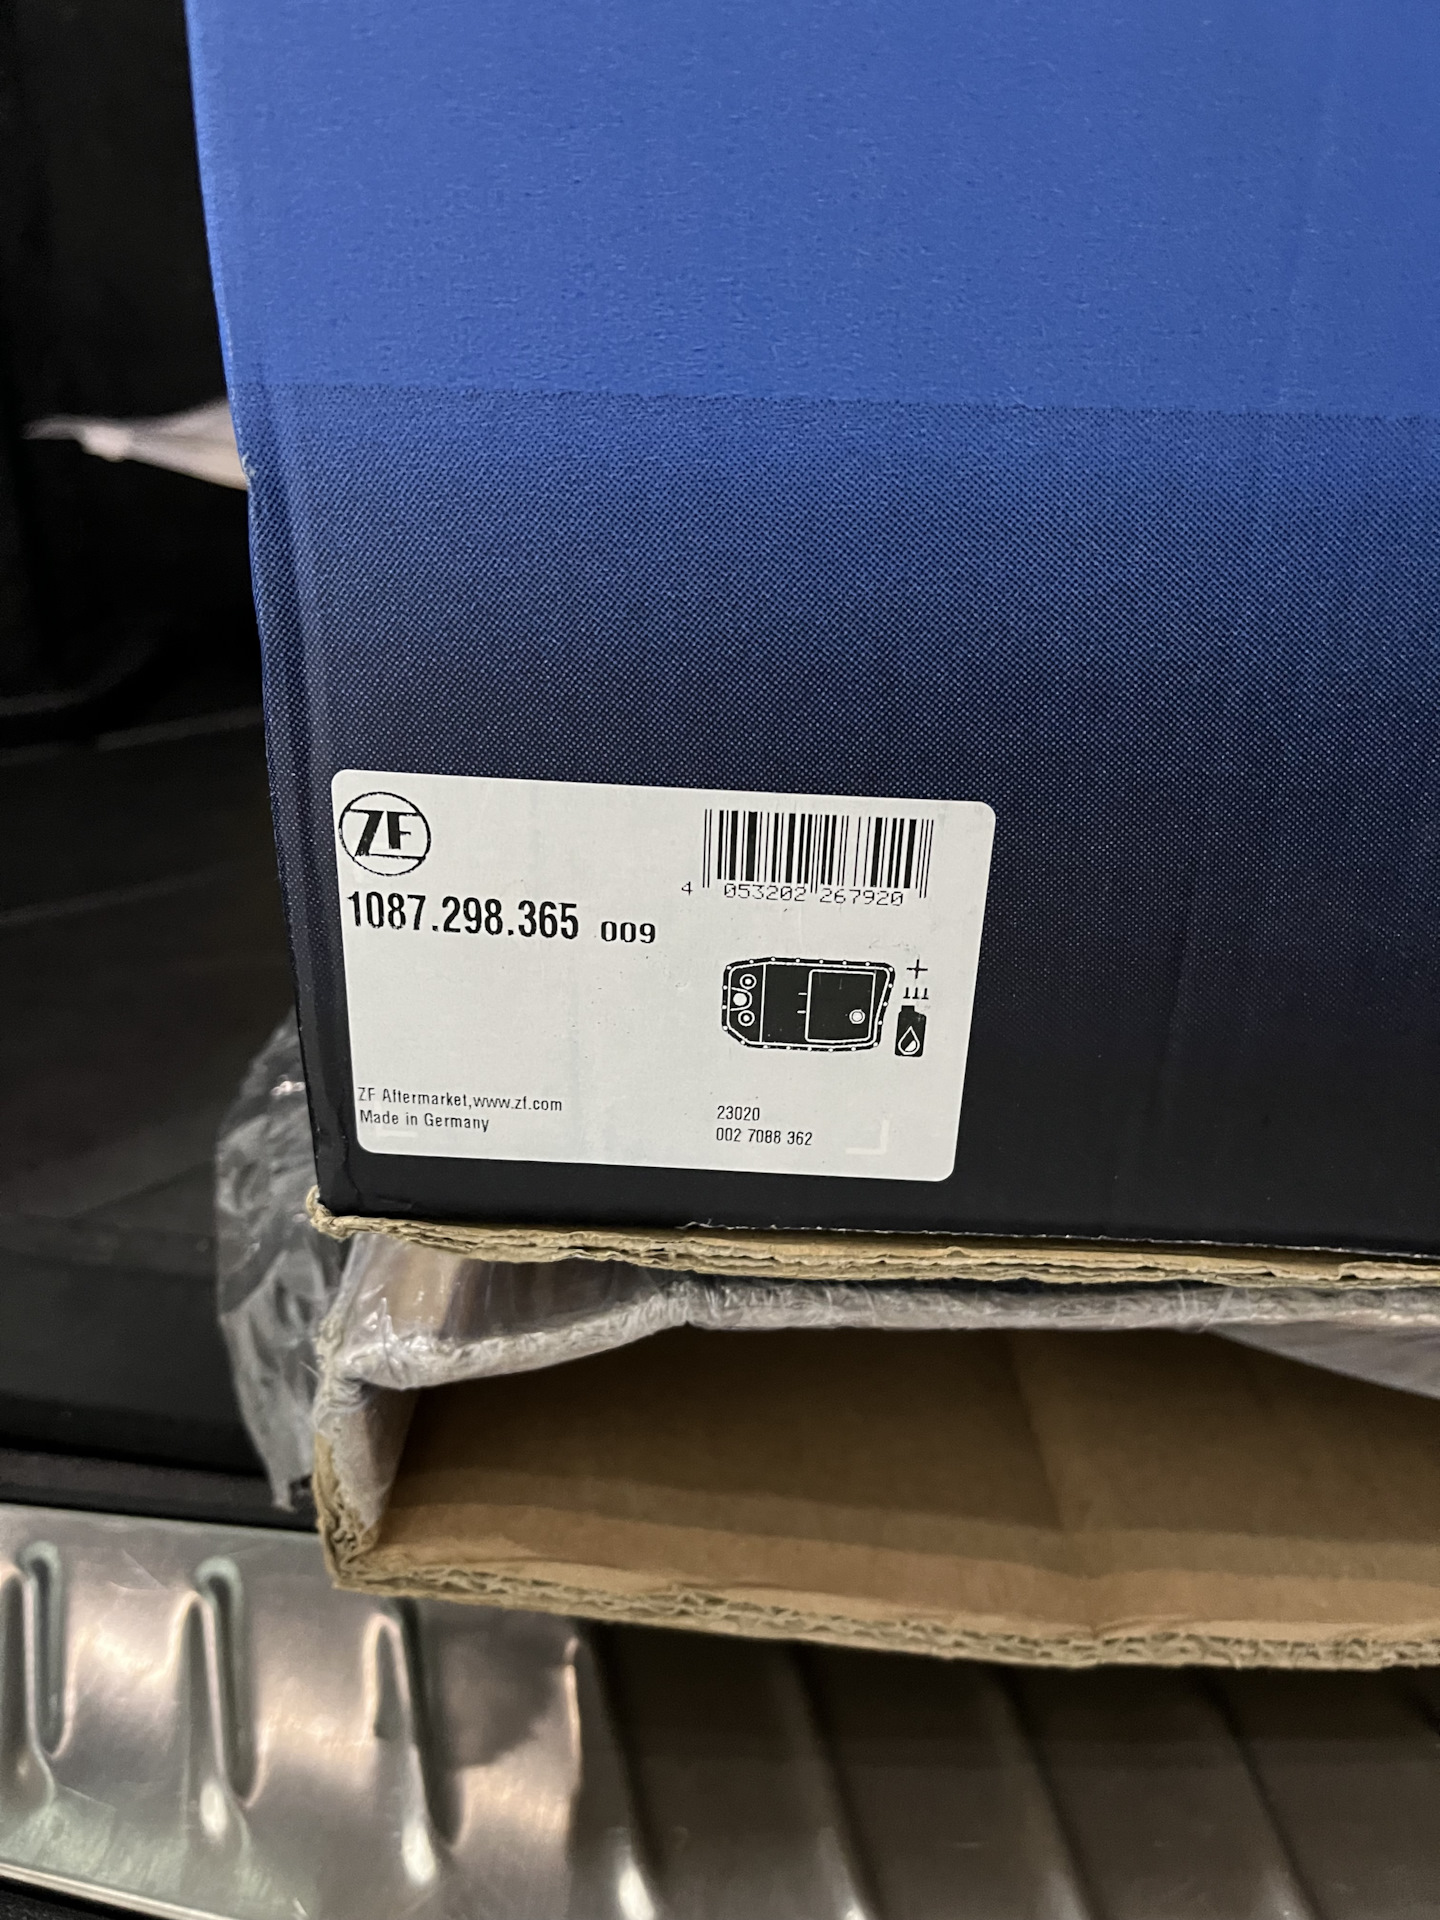 ZF
1087.298.365 009
4 053202 267920
ZF Aftermarket,www.zf.com
Made in Germany
23020
002 7088 362